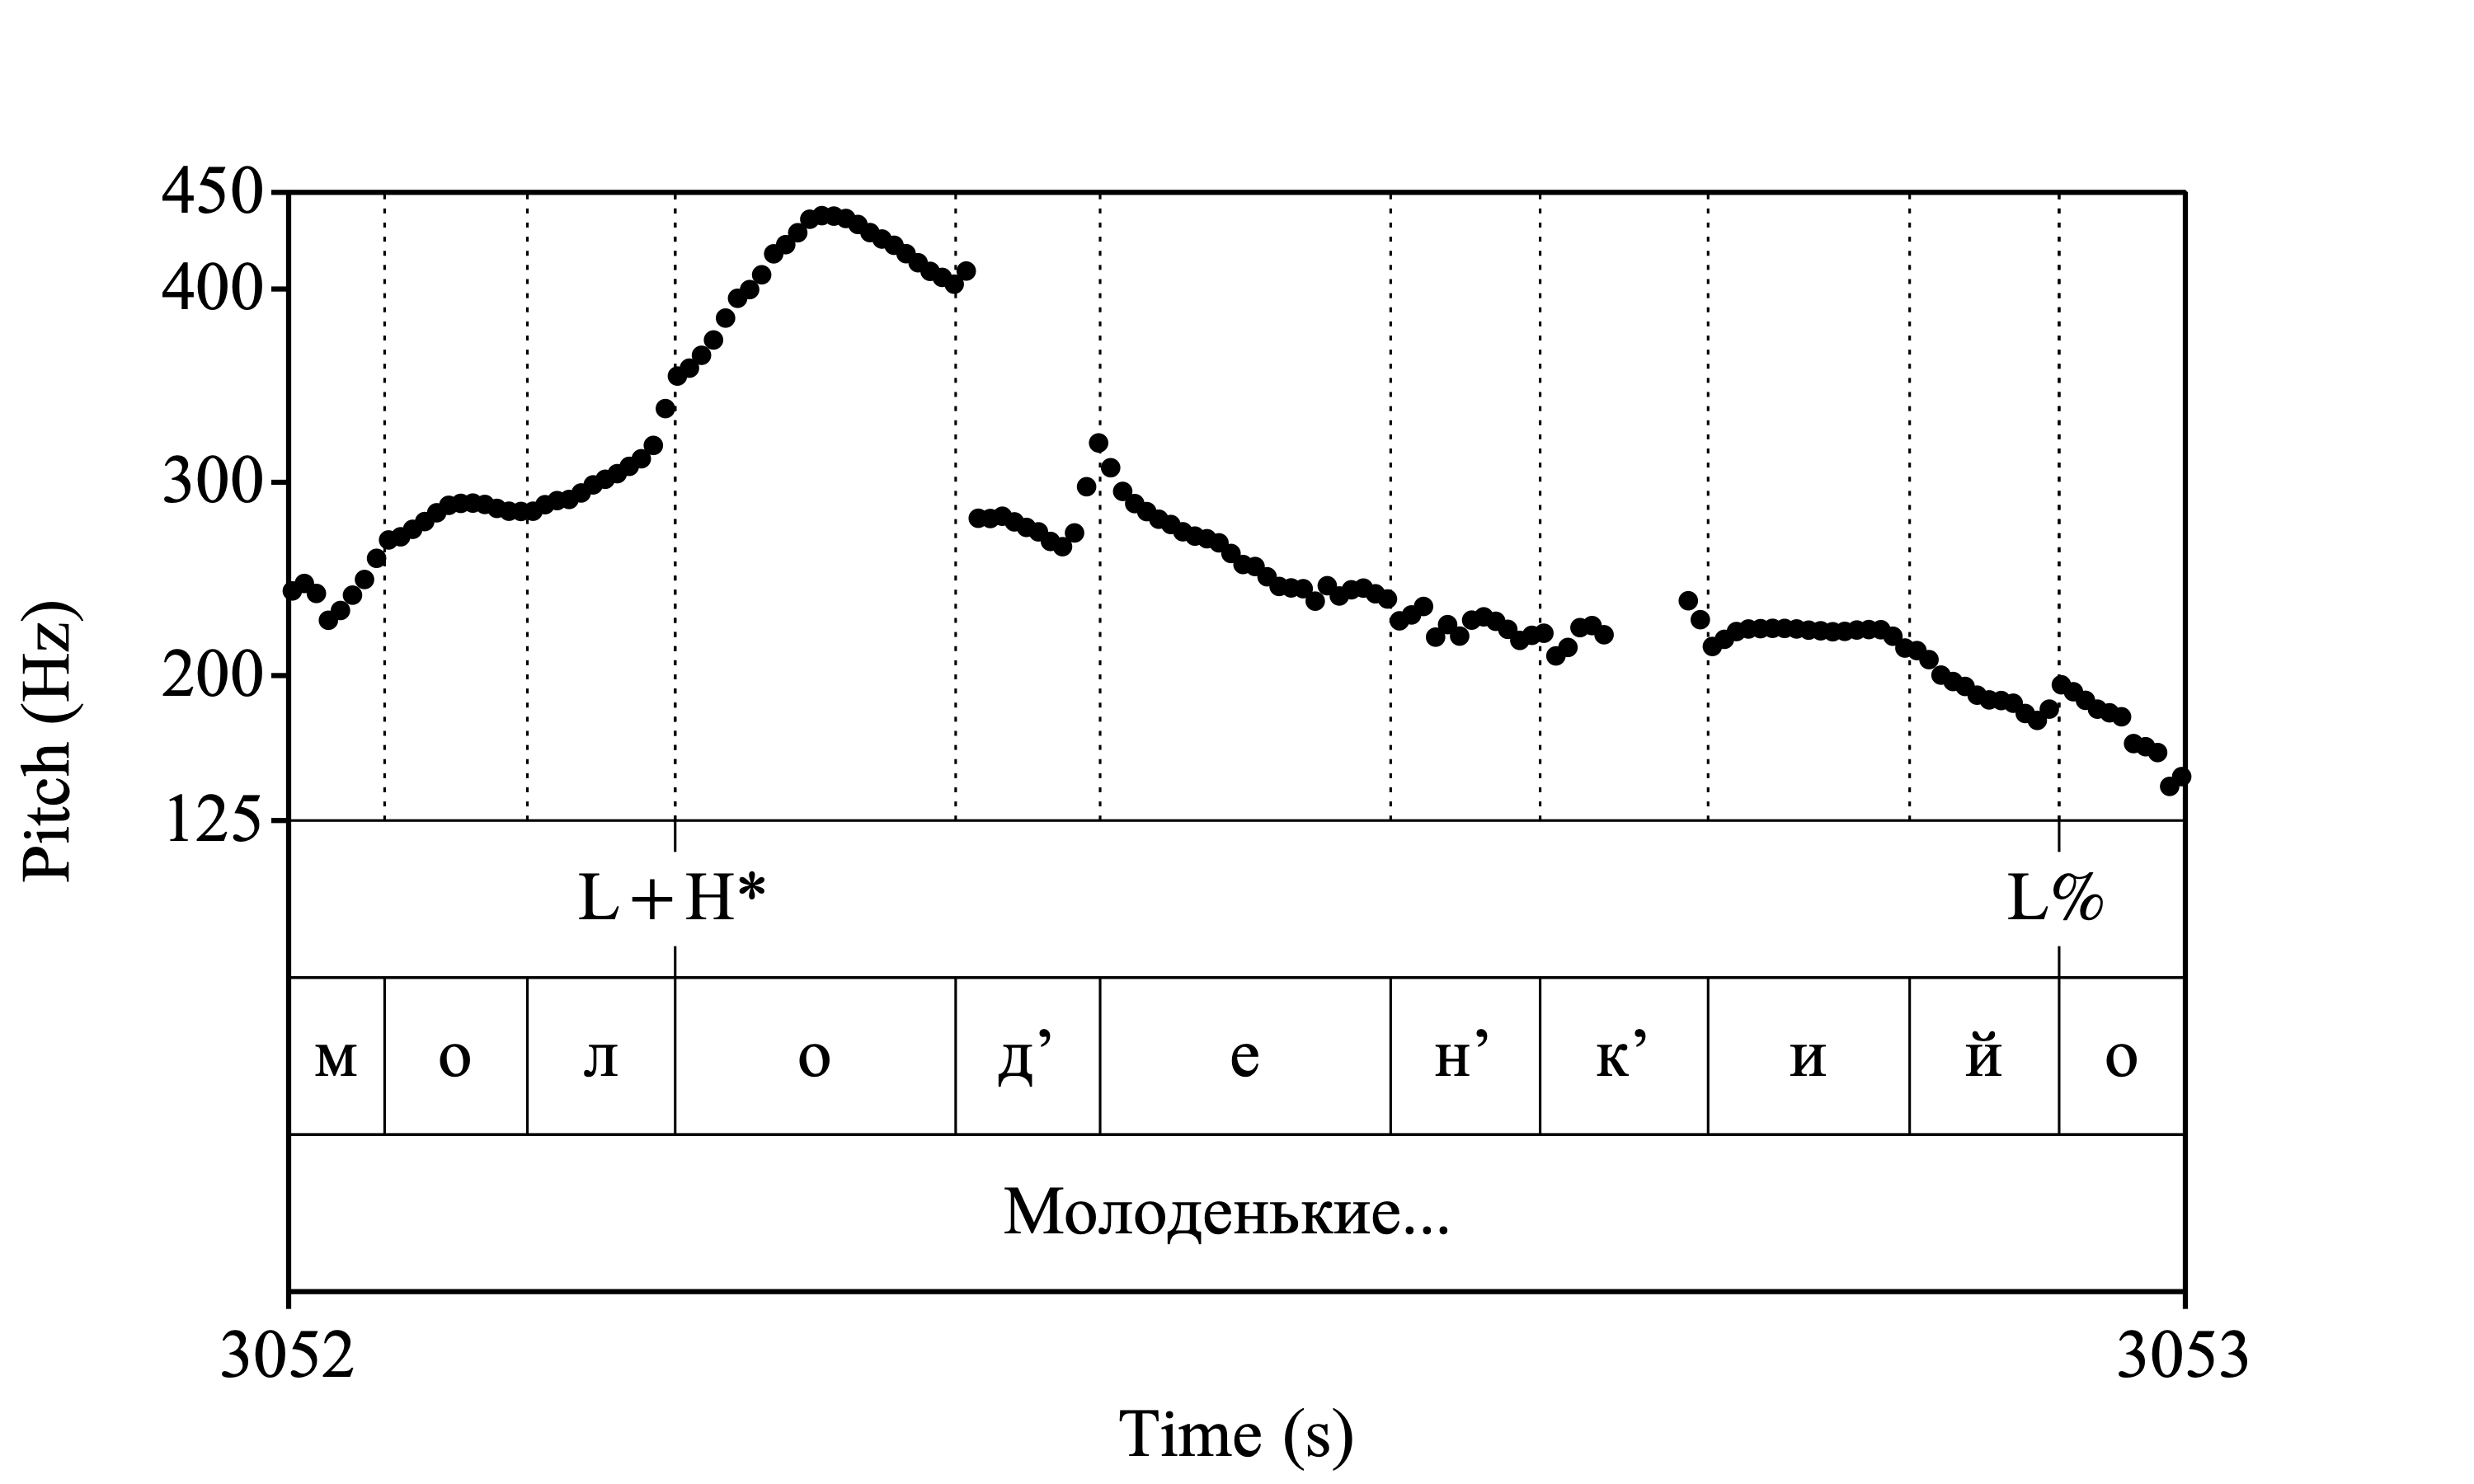 Pitch (Hz)
450
400
300
200
125
L+H* L%
м о л о д’ е н’ к’ и й о
Молоденькие...
3052 3053
Time (s)